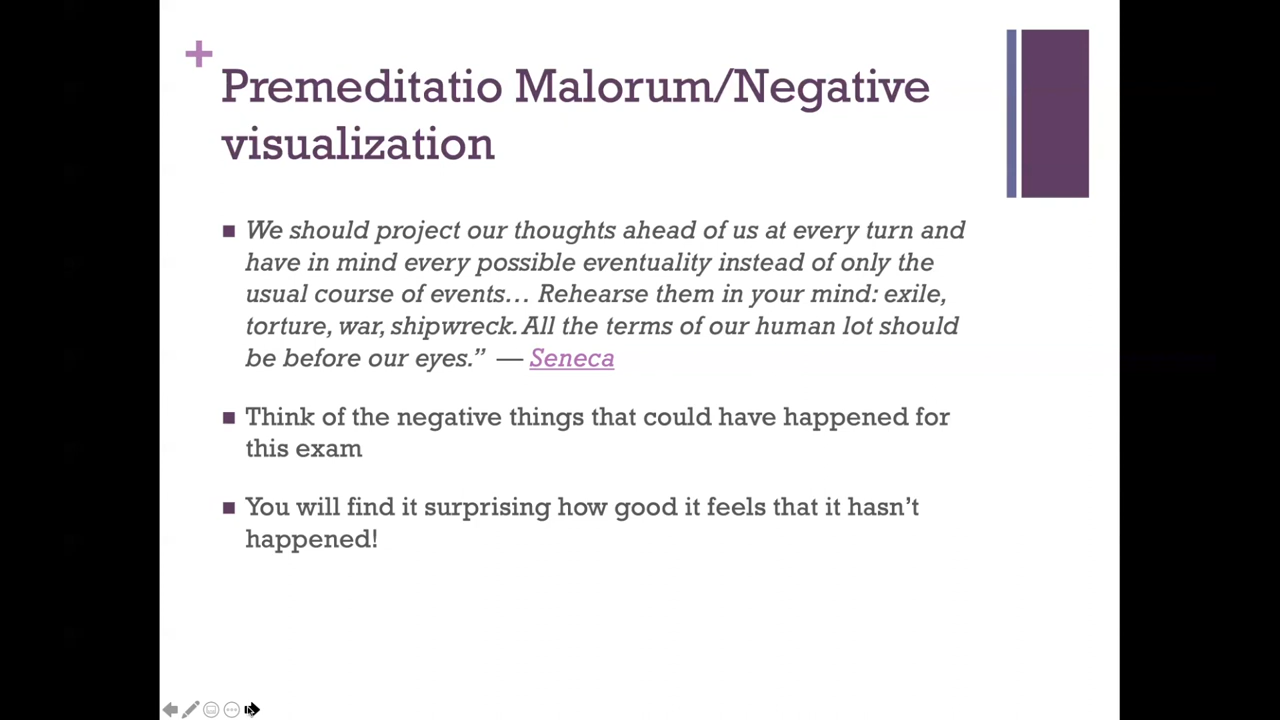 +
Premeditatio Malorum/Negative
visualization
■ We should project our thoughts ahead of us at every turn and
have in mind every possible eventuality instead of only the
usual course of events… Rehearse them in your mind: exile,
torture, war, shipwreck. All the terms of our human lot should
be before our eyes.” — Seneca
■ Think of the negative things that could have happened for
this exam
■ You will find it surprising how good it feels that it hasn’t
happened!